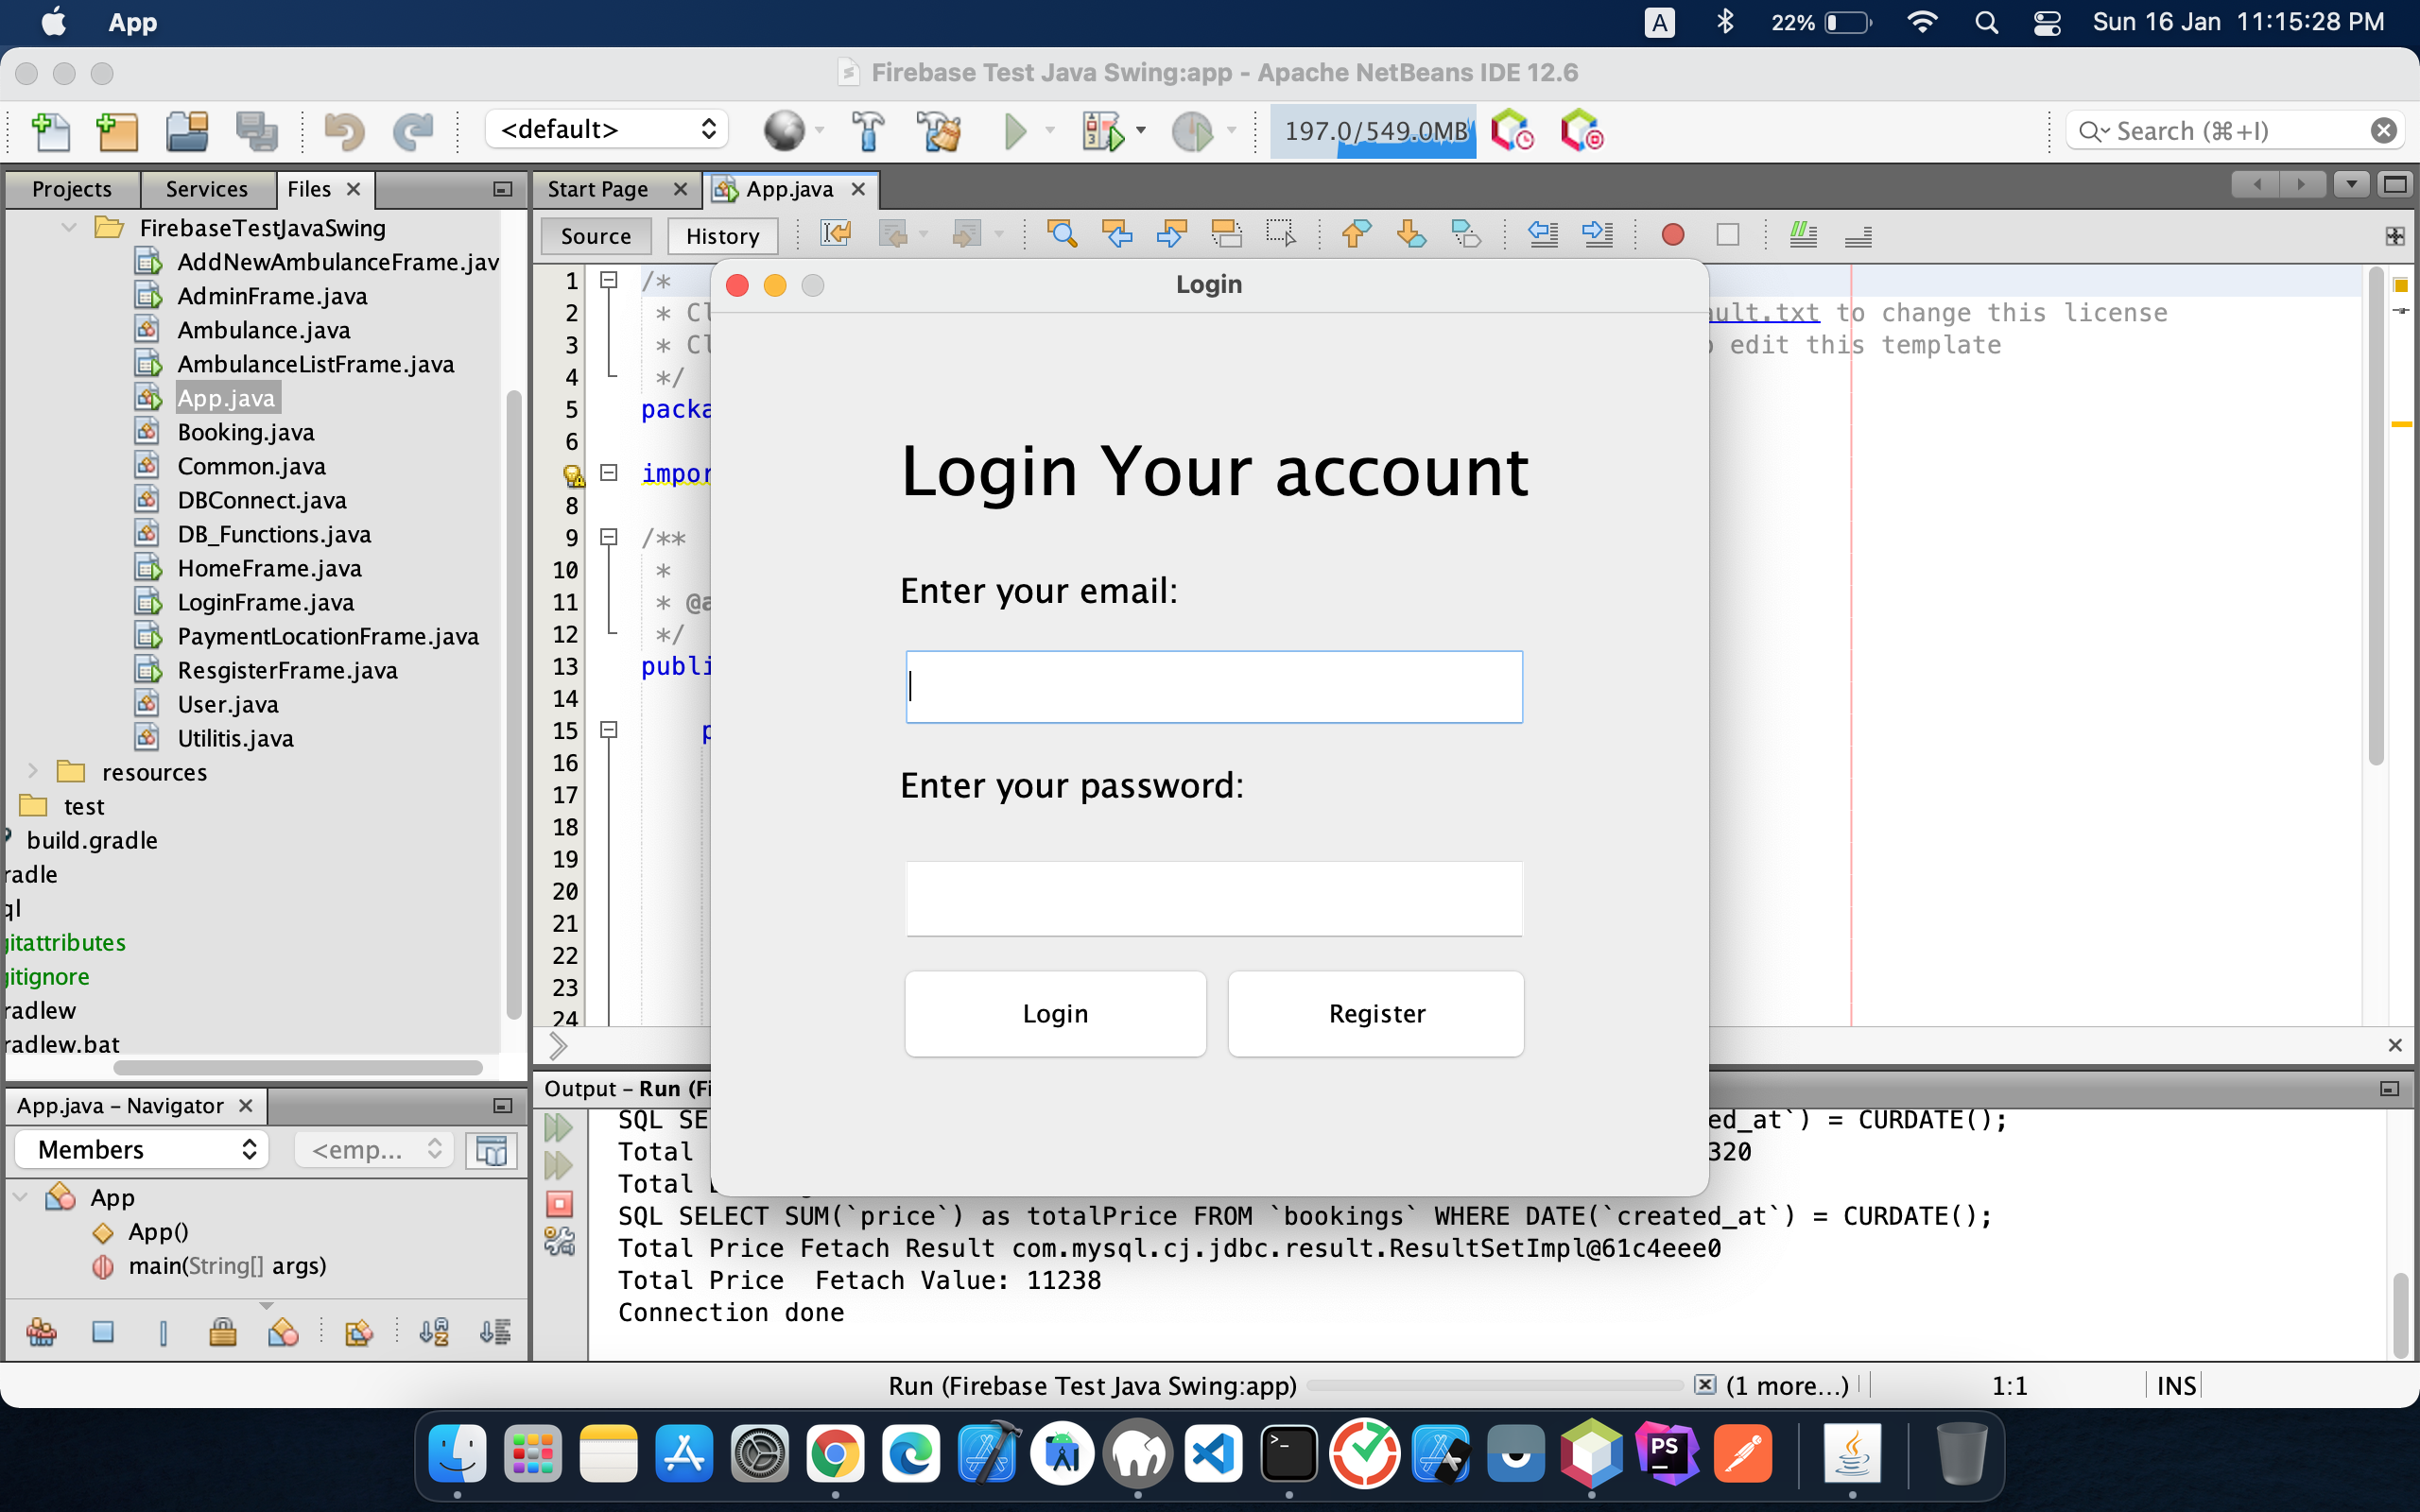 App
A
22%
Sun 16 Jan 11:15:28 PM
Firebase Test Java Swing:app - Apache NetBeans IDE 12.6
<default>
197.0/549.0MB
Search (⌘+I)
Projects
Services
Files
FirebaseTestJavaSwing
AddNewAmbulanceFrame.jav
AdminFrame.java
Ambulance.java
AmbulanceListFrame.java
App.java
Booking.java
Common.java
DBConnect.java
DB_Functions.java
HomeFrame.java
LoginFrame.java
PaymentLocationFrame.java
ResgisterFrame.java
User.java
Utilitis.java
resources
test
build.gradle
radle
ql
gitattributes
gitignore
radlew
radlew.bat
App.java - Navigator
Members
<emp...
App
App()
main(String[] args)
Start Page
App.java
Source
History
1 /*
2 * Cl ault.txt to change this license
3 * Cl o edit this template
4 */
5 packa
6
impor
8
9 /**
10 *
11 * @a
12 */
13 publi
14
15 p
16
17
18
19
20
21
22
23
24
Login
Login Your account
Enter your email:
Enter your password:
Login
Register
Output - Run (Fi
SQL SE ed_at`) = CURDATE();
Total 320
Total
SQL SELECT SUM(`price`) as totalPrice FROM `bookings` WHERE DATE(`created_at`) = CURDATE();
Total Price Fetach Result com.mysql.cj.jdbc.result.ResultSetImpl@61c4eee0
Total Price  Fetach Value: 11238
Connection done
Run (Firebase Test Java Swing:app)
(1 more...)
1:1
INS
PS